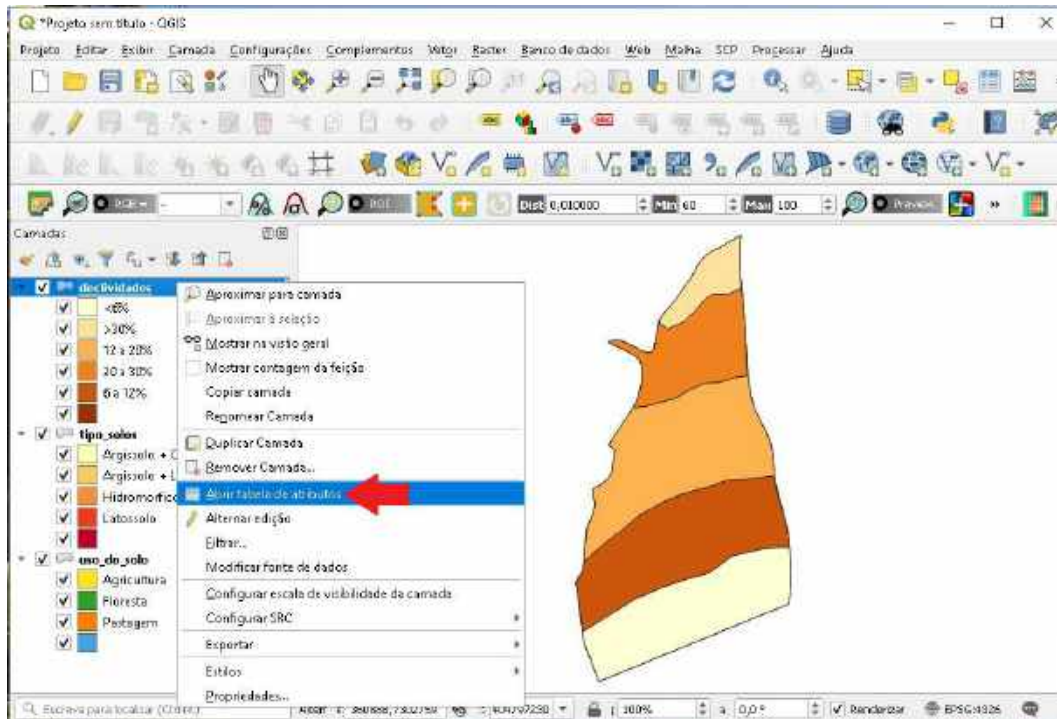 *Projeto sem título - QGIS
Projeto Editar Exibir Camada Configurações Complementos Vetor Raster Banco de dados Web Malha SCP Processar Ajuda
Dist 0,010000 Min 60 Max 100
Camadas
declividades
<6%
>30%
12 a 20%
20 a 30%
6 a 12%
tipo_solos
Argissolo +
Argissolo +
Hidromorfico
Latossolo
uso_do_solo
Agricultura
Floresta
Pastagem
Aproximar para camada
Aproximar à seleção
Mostrar na visão geral
Mostrar contagem da feição
Copiar camada
Renomear Camada
Duplicar Camada
Remover Camada...
Abrir tabela de atributos
Alternar edição
Filtrar...
Modificar fonte de dados
Configurar escala de visibilidade da camada
Configurar SRC
Exportar
Estilos
Propriedades...
Escreva para localizar 100% 0,0 ° Renderizar EPSG:4326